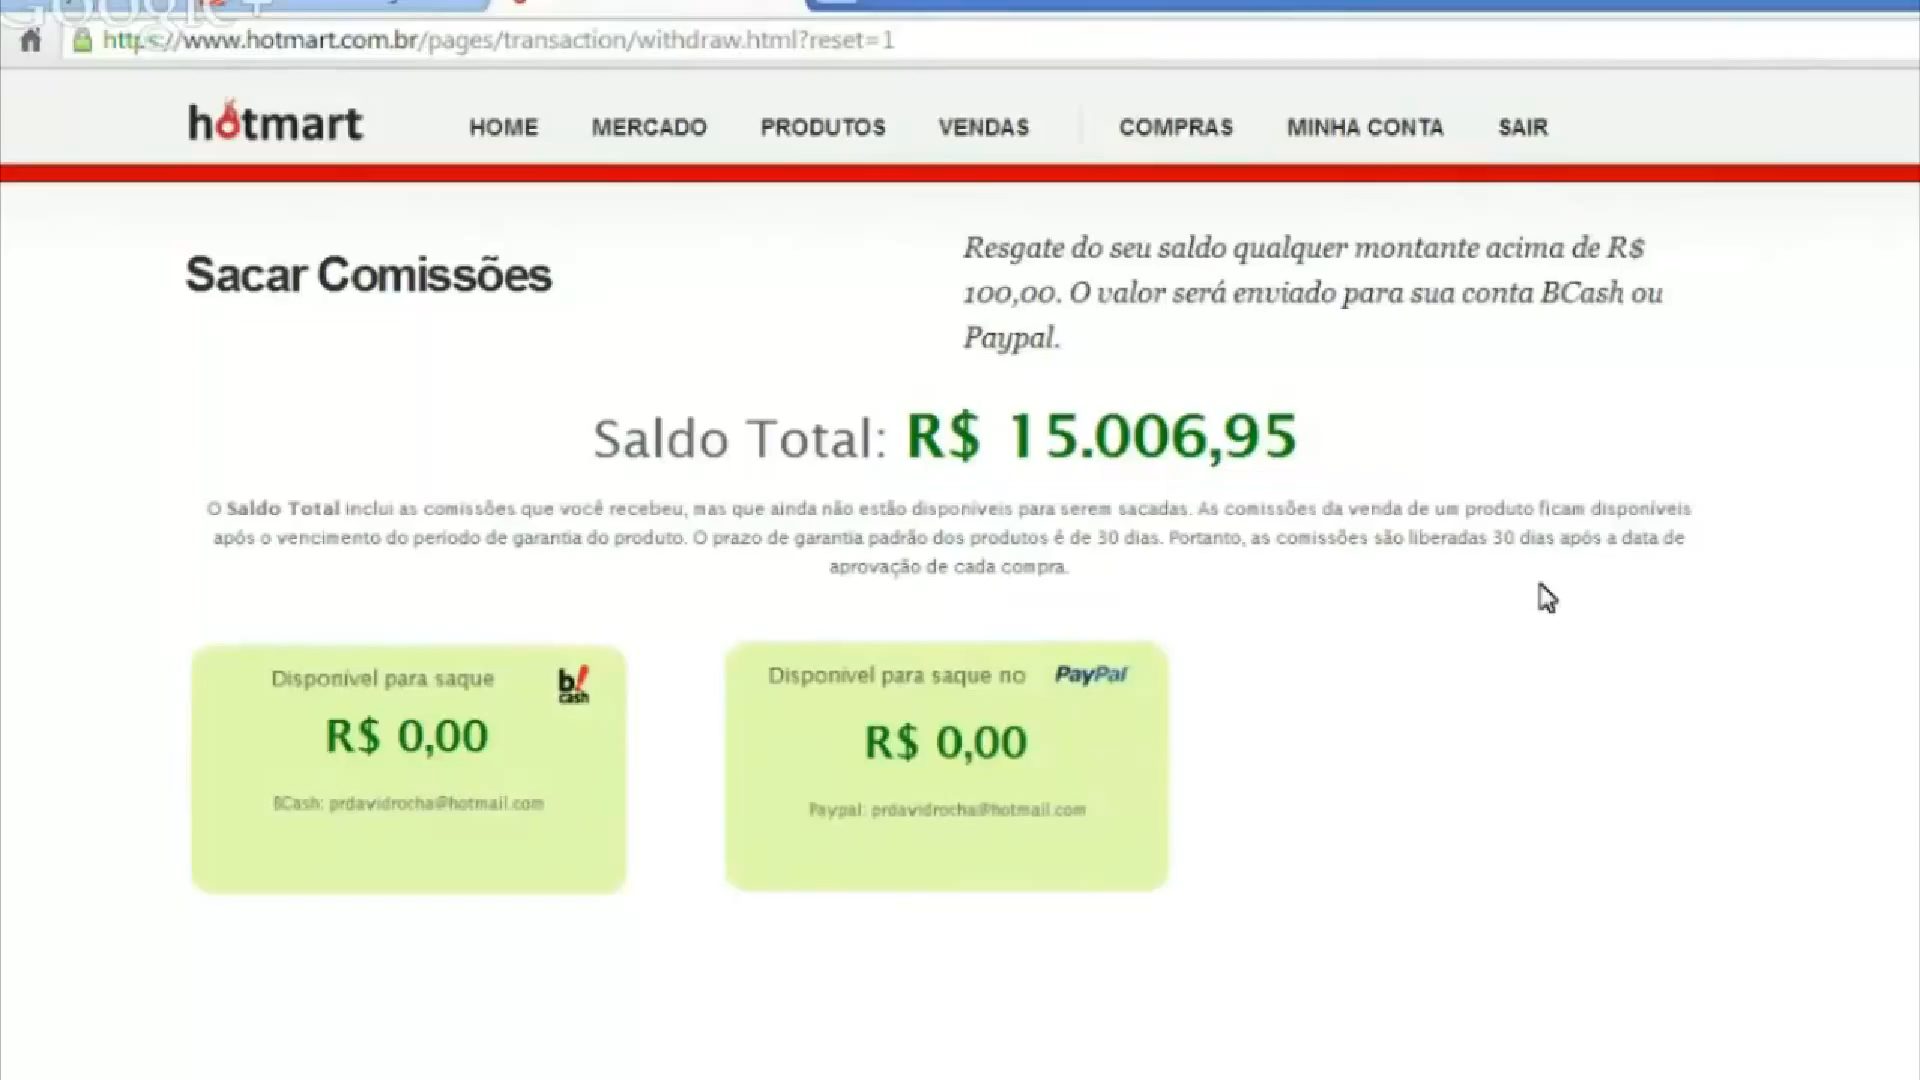 Google+
https://www.hotmart.com.br/pages/transaction/withdraw.html?reset=1
hotmart HOME MERCADO PRODUTOS VENDAS COMPRAS MINHA CONTA SAIR
Sacar Comissões
Resgate do seu saldo qualquer montante acima de R$
100,00. O valor será enviado para sua conta BCash ou
Paypal.
Saldo Total: R$ 15.006,95
O Saldo Total inclui as comissões que você recebeu, mas que ainda não estão disponíveis para serem sacadas. As comissões da venda de um produto ficam disponíveis
após o vencimento do período de garantia do produto. O prazo de garantia padrão dos produtos é de 30 dias. Portanto, as comissões são liberadas 30 dias após a data de
aprovação de cada compra.
Disponível para saque b! cash
R$ 0,00
BCash: prdavidrocha@hotmail.com
Disponível para saque no PayPal
R$ 0,00
Paypal: prdavidrocha@hotmail.com